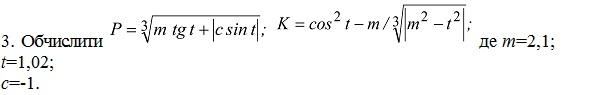 3. Обчислити P = ∛(m tg t + |c sin t|); K = cos² t − m / ∛|m² − t²|; де m=2,1;
t=1,02;
c=-1.